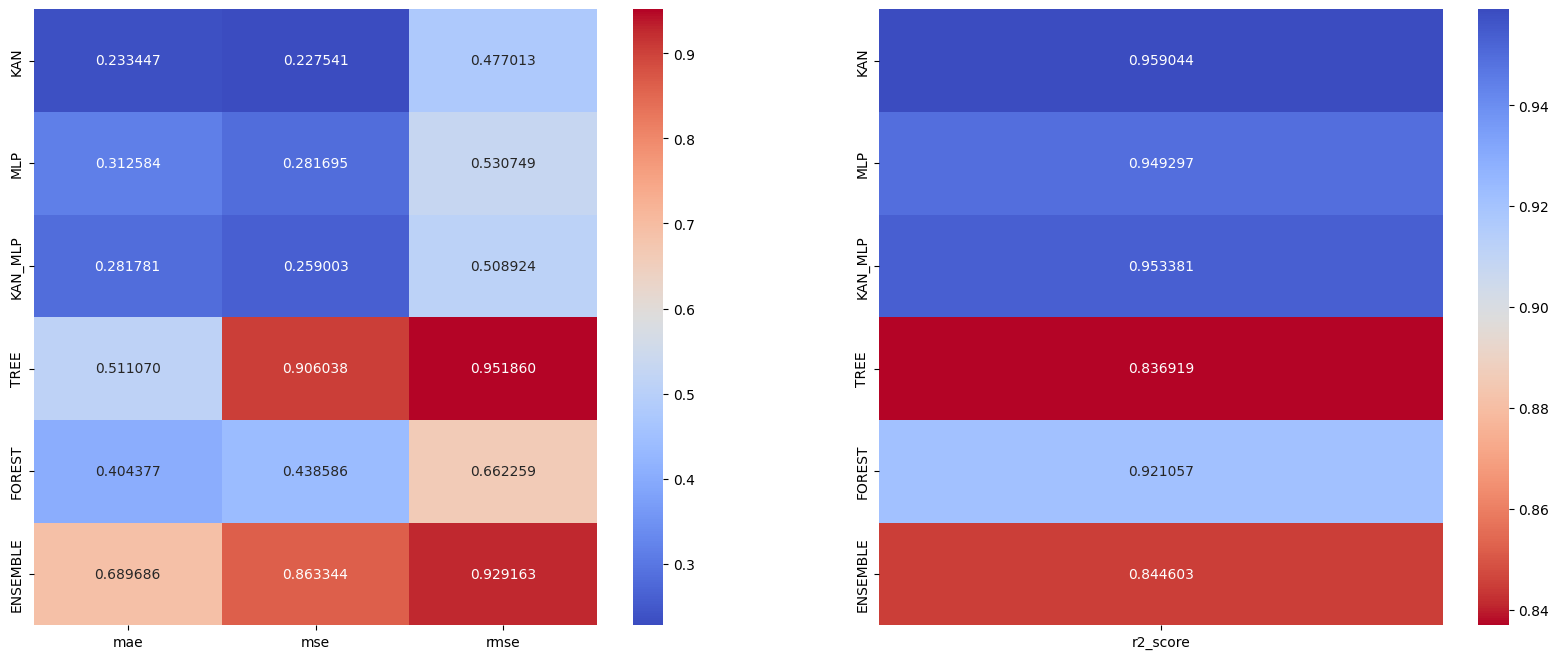 KAN 0.233447 0.227541 0.477013
MLP 0.312584 0.281695 0.530749
KAN_MLP 0.281781 0.259003 0.508924
TREE 0.511070 0.906038 0.951860
FOREST 0.404377 0.438586 0.662259
ENSEMBLE 0.689686 0.863344 0.929163
mae mse rmse
0.9
0.8
0.7
0.6
0.5
0.4
0.3
KAN 0.959044
MLP 0.949297
KAN_MLP 0.953381
TREE 0.836919
FOREST 0.921057
ENSEMBLE 0.844603
r2_score
0.94
0.92
0.90
0.88
0.86
0.84